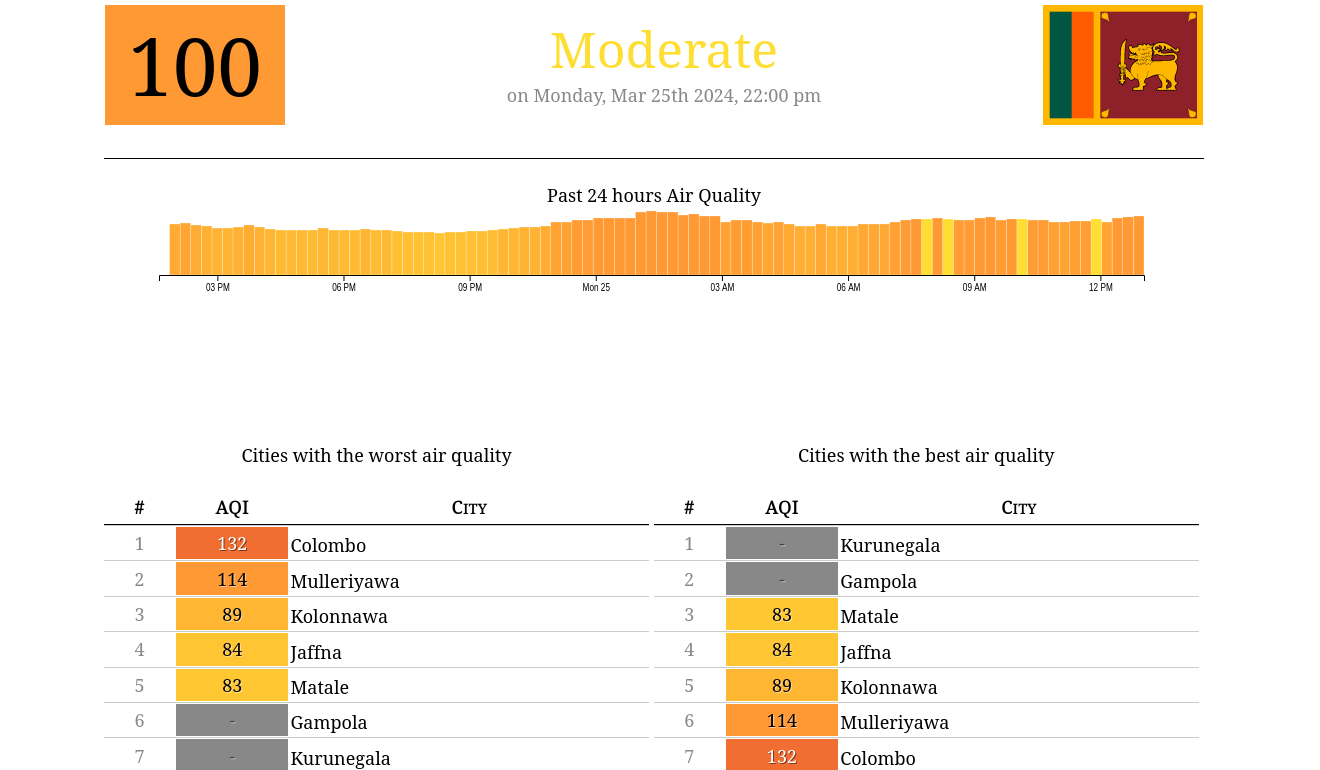 100
Moderate
on Monday, Mar 25th 2024, 22:00 pm
Past 24 hours Air Quality
03 PM 06 PM 09 PM Mon 25 03 AM 06 AM 09 AM 12 PM
Cities with the worst air quality
# AQI City
1 132 Colombo
2 114 Mulleriyawa
3 89 Kolonnawa
4 84 Jaffna
5 83 Matale
6 - Gampola
7 - Kurunegala
Cities with the best air quality
# AQI City
1 - Kurunegala
2 - Gampola
3 83 Matale
4 84 Jaffna
5 89 Kolonnawa
6 114 Mulleriyawa
7 132 Colombo